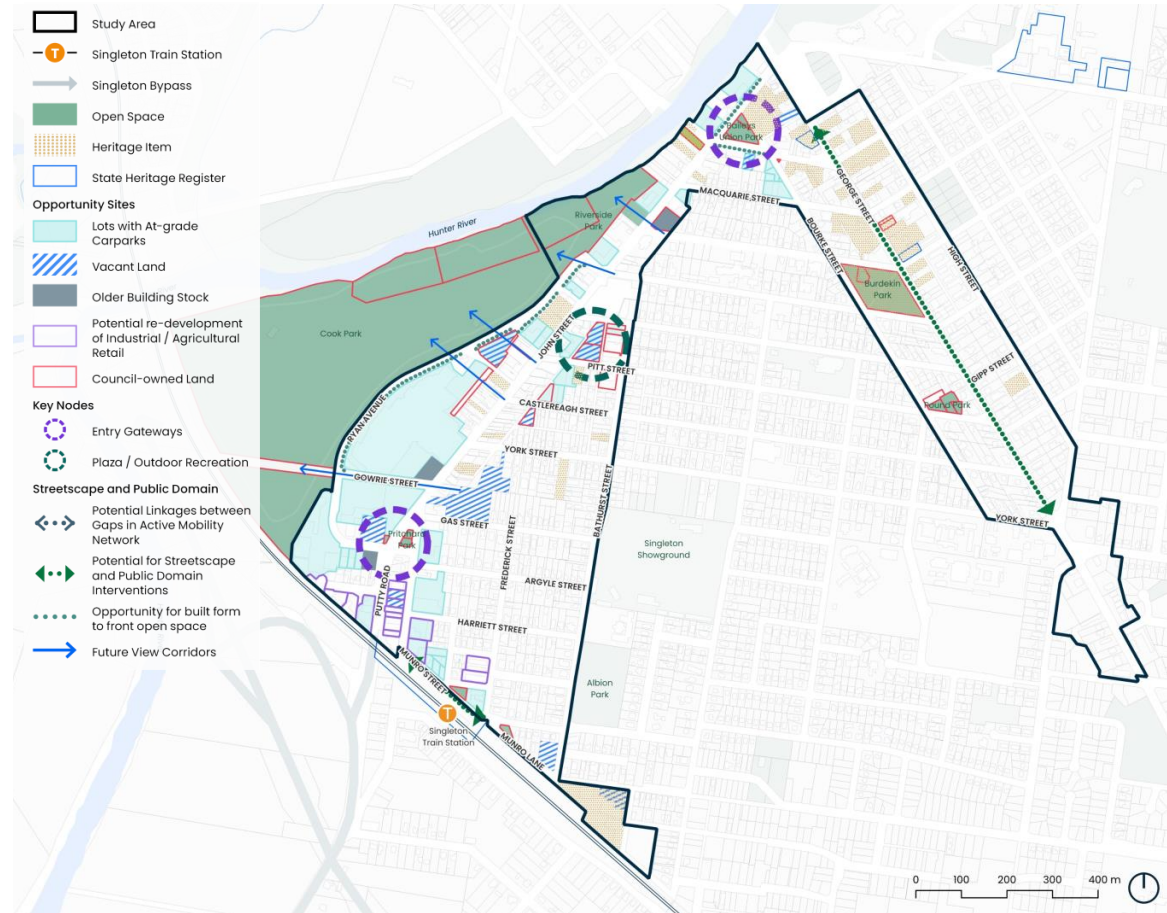 Study Area
T
Singleton Train Station
Singleton Bypass
Open Space
Heritage Item
State Heritage Register
Opportunity Sites
Lots with At-grade
Carparks
Vacant Land
Older Building Stock
Potential re-development
of Industrial / Agricultural
Retail
Council-owned Land
Key Nodes
Entry Gateways
Plaza / Outdoor Recreation
Streetscape and Public Domain
Potential Linkages between
Gaps in Active Mobility
Network
Potential for Streetscape
and Public Domain
Interventions
Opportunity for built form
to front open space
Future View Corridors
Baileys
Union Park
MACQUARIE STREET
GEORGE STREET
HIGH STREET
BOURKE STREET
Burdekin
Park
GIPP STREET
Pound Park
YORK STREET
Hunter River
Riverside
Park
Cook Park
JOHN STREET
PITT STREET
CASTLEREAGH STREET
RYAN AVENUE
YORK STREET
GOWRIE STREET
GAS STREET
BATHURST STREET
Pritchard
Park
FREDERICK STREET
Singleton
Showground
ARGYLE STREET
PUTTY ROAD
HARRIETT STREET
MUNRO STREET
Albion
Park
T
Singleton
Train Station
MUNRO LANE
0 100 200 300 400 m